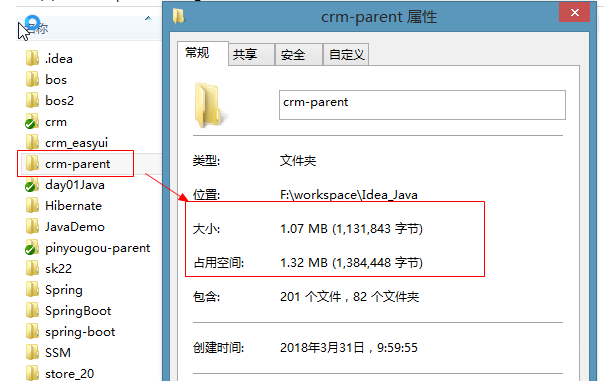 名称
.idea
bos
bos2
crm
crm_easyui
crm-parent
day01Java
Hibernate
JavaDemo
pinyougou-parent
sk22
Spring
SpringBoot
spring-boot
SSM
store_20
crm-parent 属性
常规 共享 安全 自定义
crm-parent
类型: 文件夹
位置: F:\workspace\Idea_Java
大小: 1.07 MB (1,131,843 字节)
占用空间: 1.32 MB (1,384,448 字节)
包含: 201 个文件，82 个文件夹
创建时间: 2018年3月31日，9:59:55